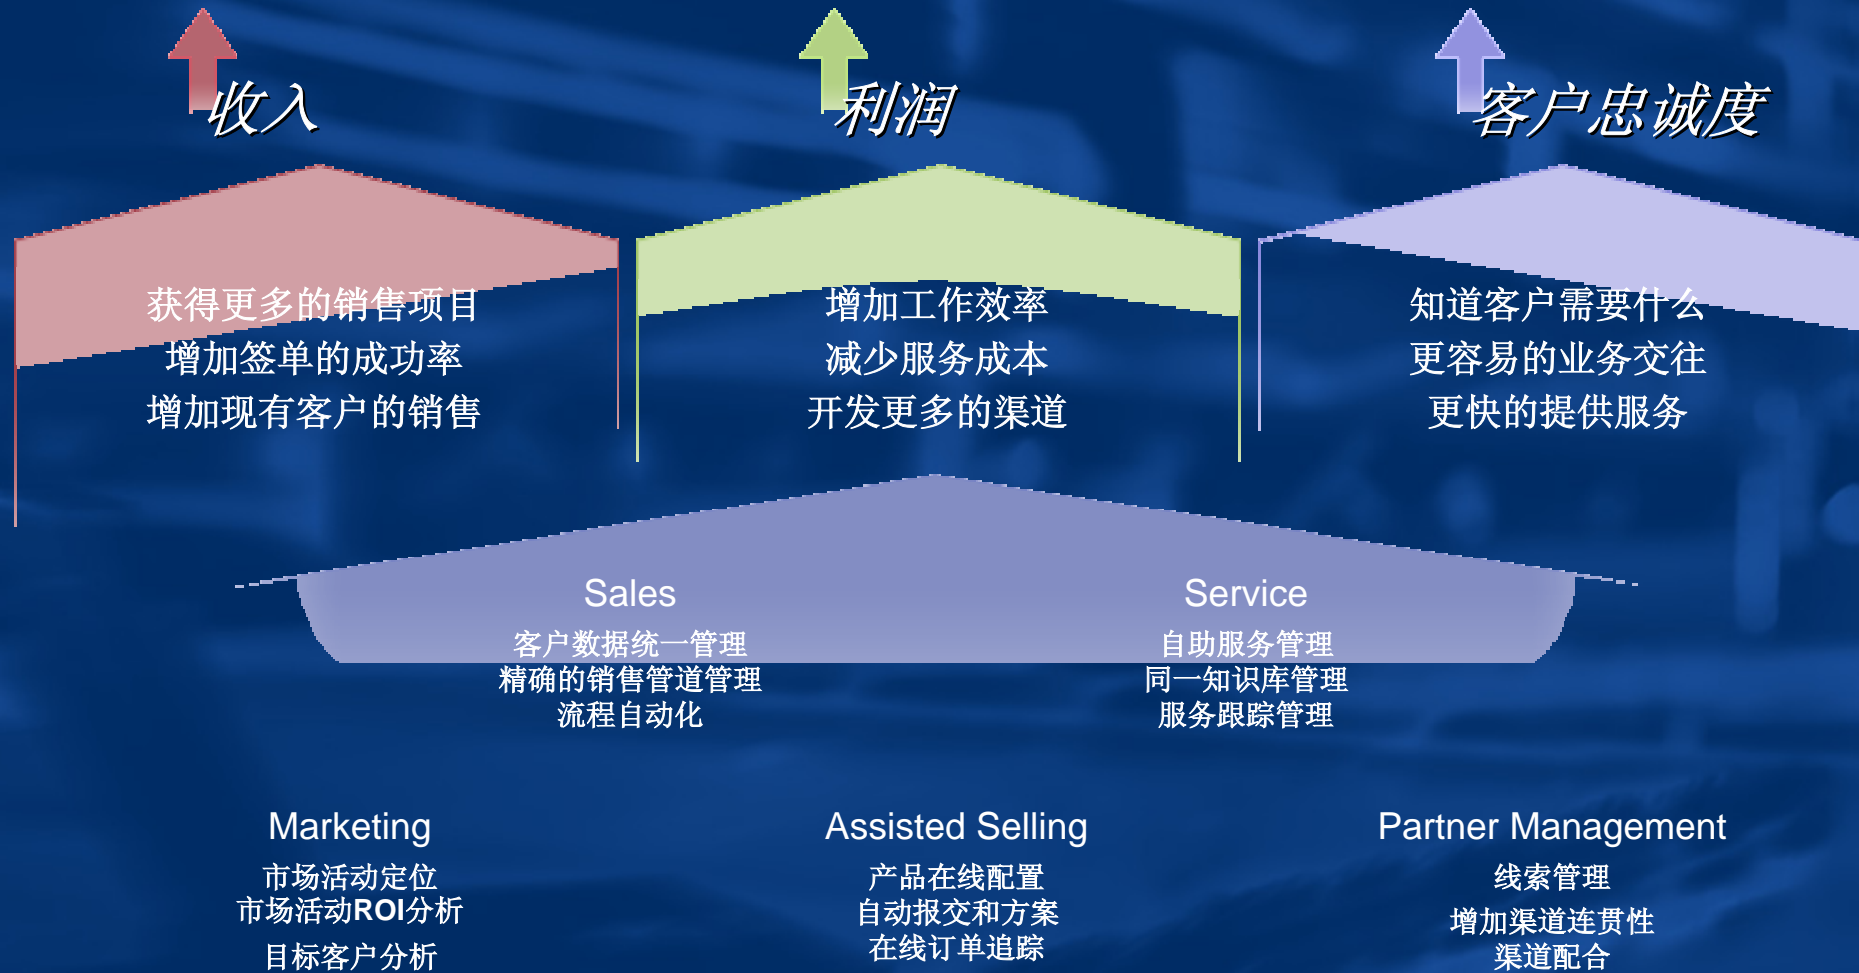 收入
利润
客户忠诚度
获得更多的销售项目
增加签单的成功率
增加现有客户的销售
增加工作效率
减少服务成本
开发更多的渠道
知道客户需要什么
更容易的业务交往
更快的提供服务
Sales
客户数据统一管理
精确的销售管道管理
流程自动化
Service
自助服务管理
同一知识库管理
服务跟踪管理
Marketing
市场活动定位
市场活动ROI分析
目标客户分析
Assisted Selling
产品在线配置
自动报交和方案
在线订单追踪
Partner Management
线索管理
增加渠道连贯性
渠道配合